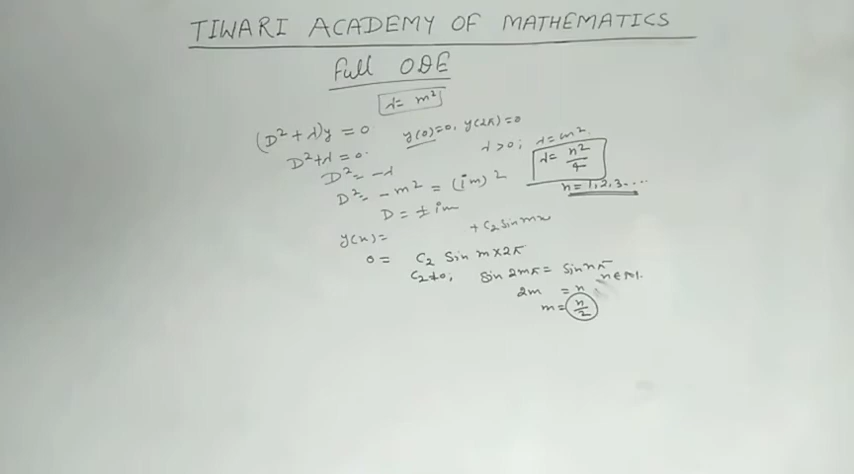 TIWARI ACADEMY OF MATHEMATICS
Full ODE
λ = m²
(D² + λ)y = 0 y(0)=0, y(2π)=0
D² + λ = 0. λ > 0; λ = m².
D² = -λ λ = n²/4
D² = -m² = (im)² n = 1, 2, 3....
D = ± im
y(x) = + C₂ sin mx
0 = C₂ Sin m×2π
C₂ ≠ 0; Sin 2mπ = Sin nπ
2m = n n ∈ N.
m = n/2